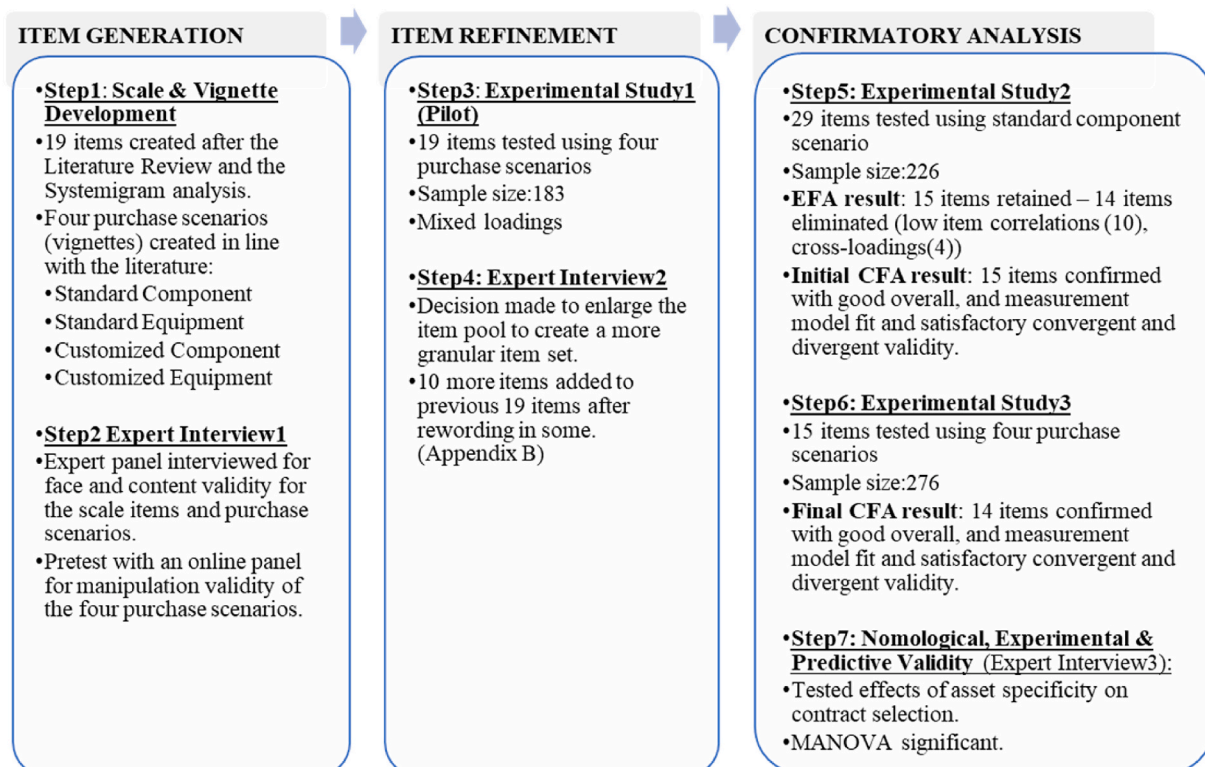 ITEM GENERATION
•Step1: Scale & Vignette
Development
•19 items created after the
Literature Review and the
Systemigram analysis.
•Four purchase scenarios
(vignettes) created in line
with the literature:
•Standard Component
•Standard Equipment
•Customized Component
•Customized Equipment
•Step2 Expert Interview1
•Expert panel interviewed for
face and content validity for
the scale items and purchase
scenarios.
•Pretest with an online panel
for manipulation validity of
the four purchase scenarios.
ITEM REFINEMENT
•Step3: Experimental Study1
(Pilot)
•19 items tested using four
purchase scenarios
•Sample size:183
•Mixed loadings
•Step4: Expert Interview2
•Decision made to enlarge the
item pool to create a more
granular item set.
•10 more items added to
previous 19 items after
rewording in some.
(Appendix B)
CONFIRMATORY ANALYSIS
•Step5: Experimental Study2
•29 items tested using standard component
scenario
•Sample size:226
•EFA result: 15 items retained – 14 items
eliminated (low item correlations (10),
cross-loadings(4))
•Initial CFA result: 15 items confirmed
with good overall, and measurement
model fit and satisfactory convergent and
divergent validity.
•Step6: Experimental Study3
•15 items tested using four purchase
scenarios
•Sample size:276
•Final CFA result: 14 items confirmed
with good overall, and measurement
model fit and satisfactory convergent and
divergent validity.
•Step7: Nomological, Experimental &
Predictive Validity (Expert Interview3):
•Tested effects of asset specificity on
contract selection.
•MANOVA significant.